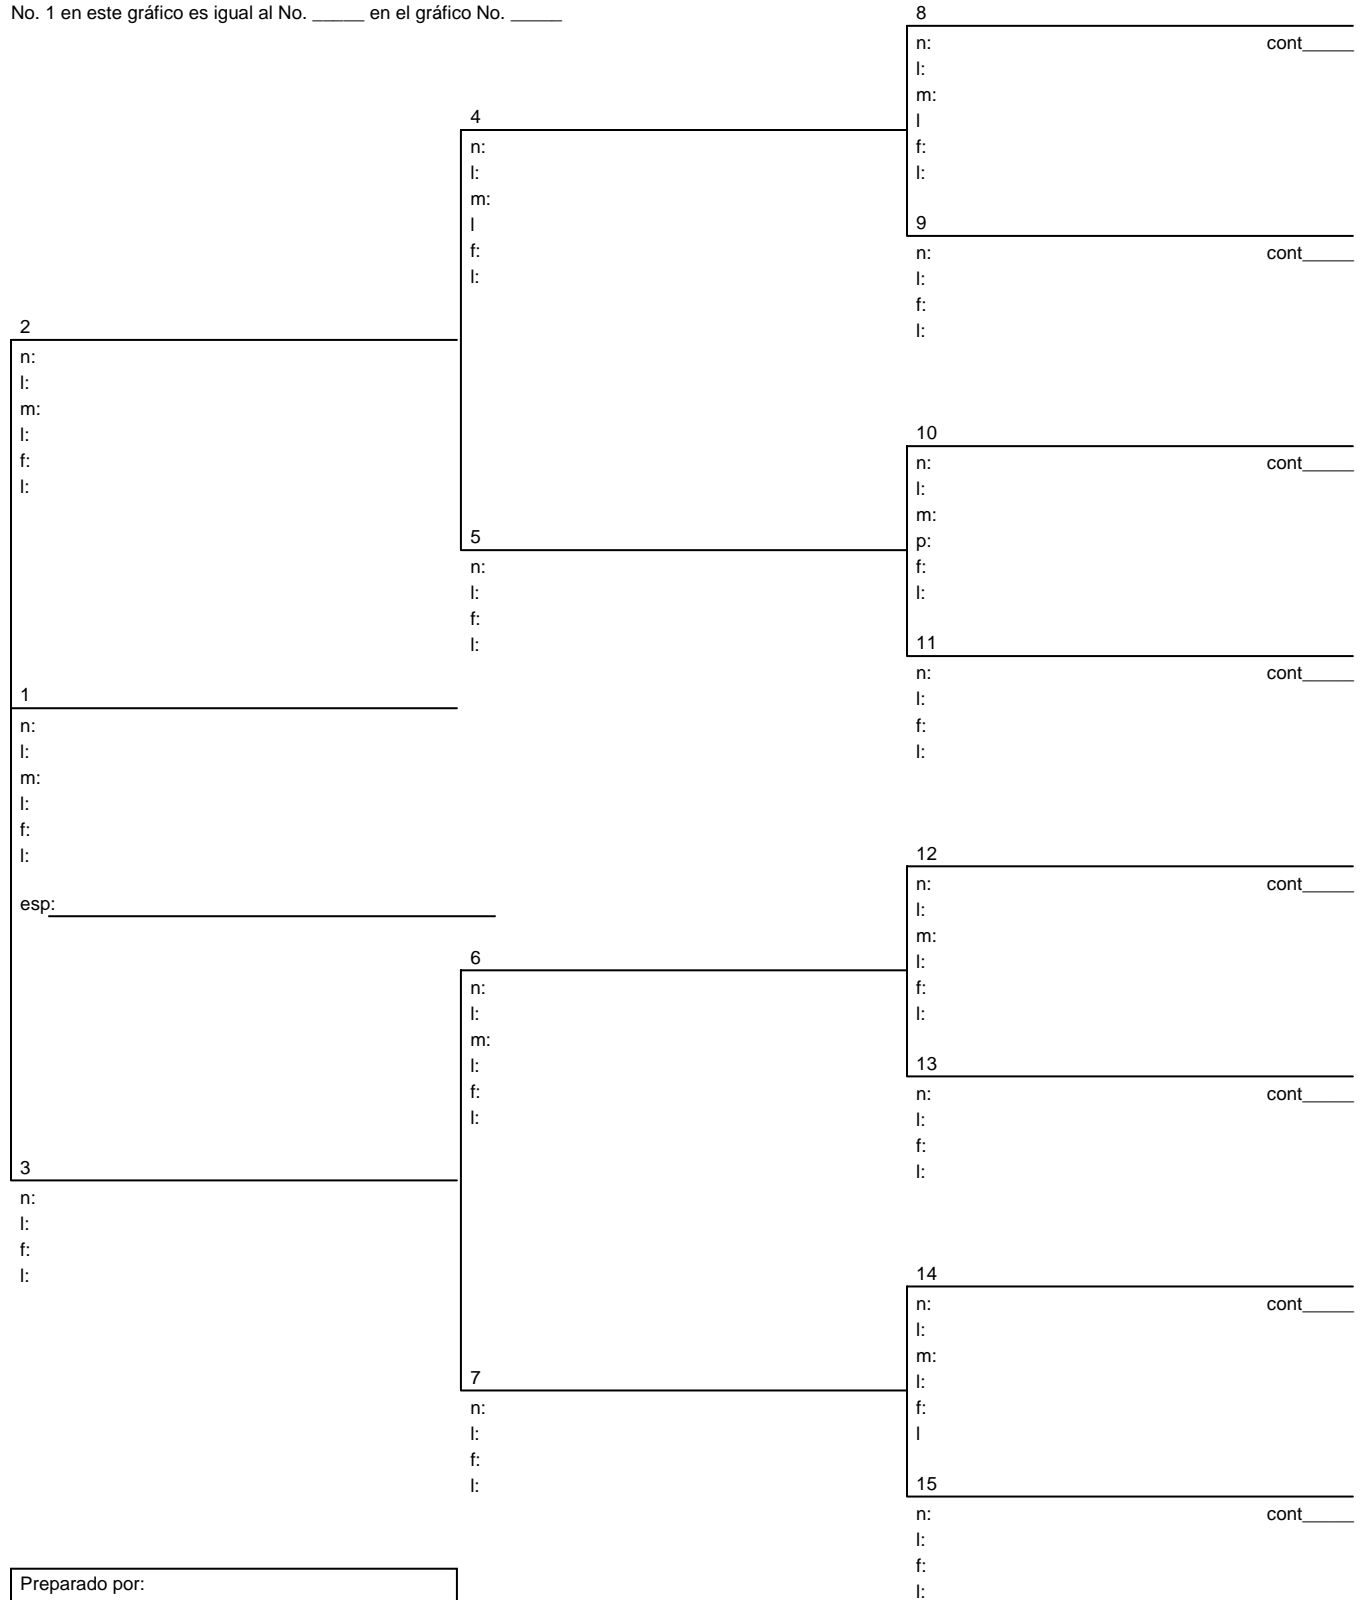 No. 1 en este gráfico es igual al No. _____ en el gráfico No. _____
8
n: cont_____
l:
m:
l
f:
l:
4
n:
l:
m:
l
f:
l:
9
n: cont_____
l:
f:
l:
2
n:
l:
m:
l:
f:
l:
10
n: cont_____
l:
m:
p:
f:
l:
5
n:
l:
f:
l:
11
n: cont_____
l:
f:
l:
1
n:
l:
m:
l:
f:
l:
esp:
12
n: cont_____
l:
m:
l:
f:
l:
6
n:
l:
m:
l:
f:
l:
13
n: cont_____
l:
f:
l:
3
n:
l:
f:
l:
14
n: cont_____
l:
m:
l:
f:
l
7
n:
l:
f:
l:
15
n: cont_____
l:
f:
l:
Preparado por: